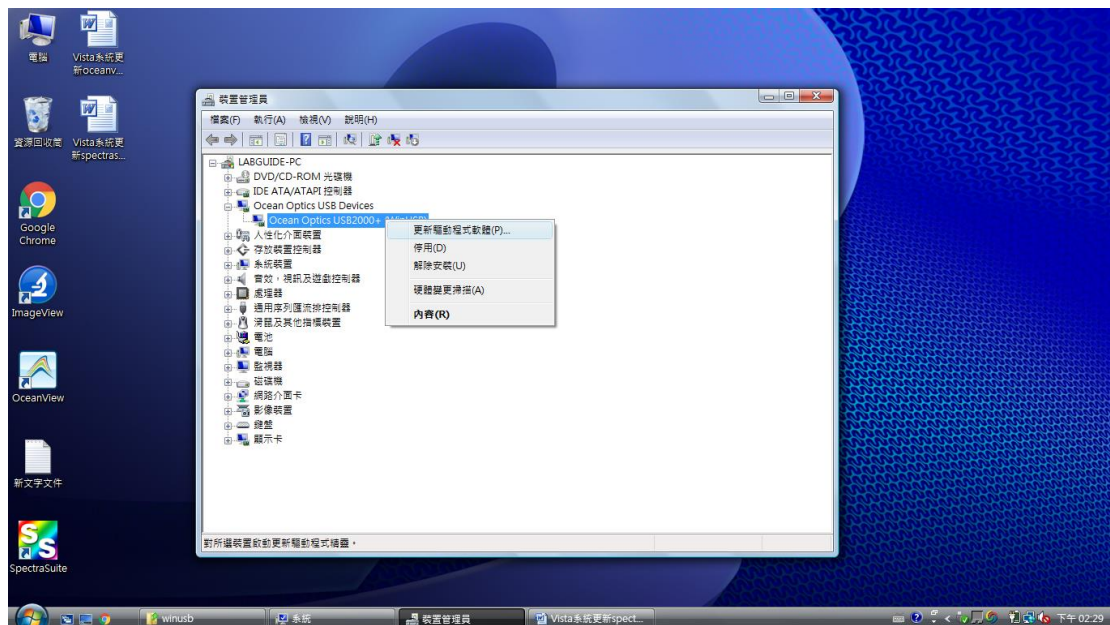 電腦
Vista系統更
新oceanv...
資源回收筒
Vista系統更
新spectras...
Google
Chrome
ImageView
OceanView
新文字文件
SpectraSuite
裝置管理員
檔案(F) 執行(A) 檢視(V) 說明(H)
LABGUIDE-PC
DVD/CD-ROM 光碟機
IDE ATA/ATAPI 控制器
Ocean Optics USB Devices
Ocean Optics USB2000+ (WinUSB)
人性化介面裝置
存放裝置控制器
系統裝置
音效，視訊及遊戲控制器
處理器
通用序列匯流排控制器
滑鼠及其他指標裝置
電池
電腦
監視器
磁碟機
網路介面卡
影像裝置
鍵盤
顯示卡
更新驅動程式軟體(P)...
停用(D)
解除安裝(U)
硬體變更掃描(A)
內容(R)
對所選裝置啟動更新驅動程式精靈。
winusb
系統
裝置管理員
Vista系統更新spect...
下午 02:29